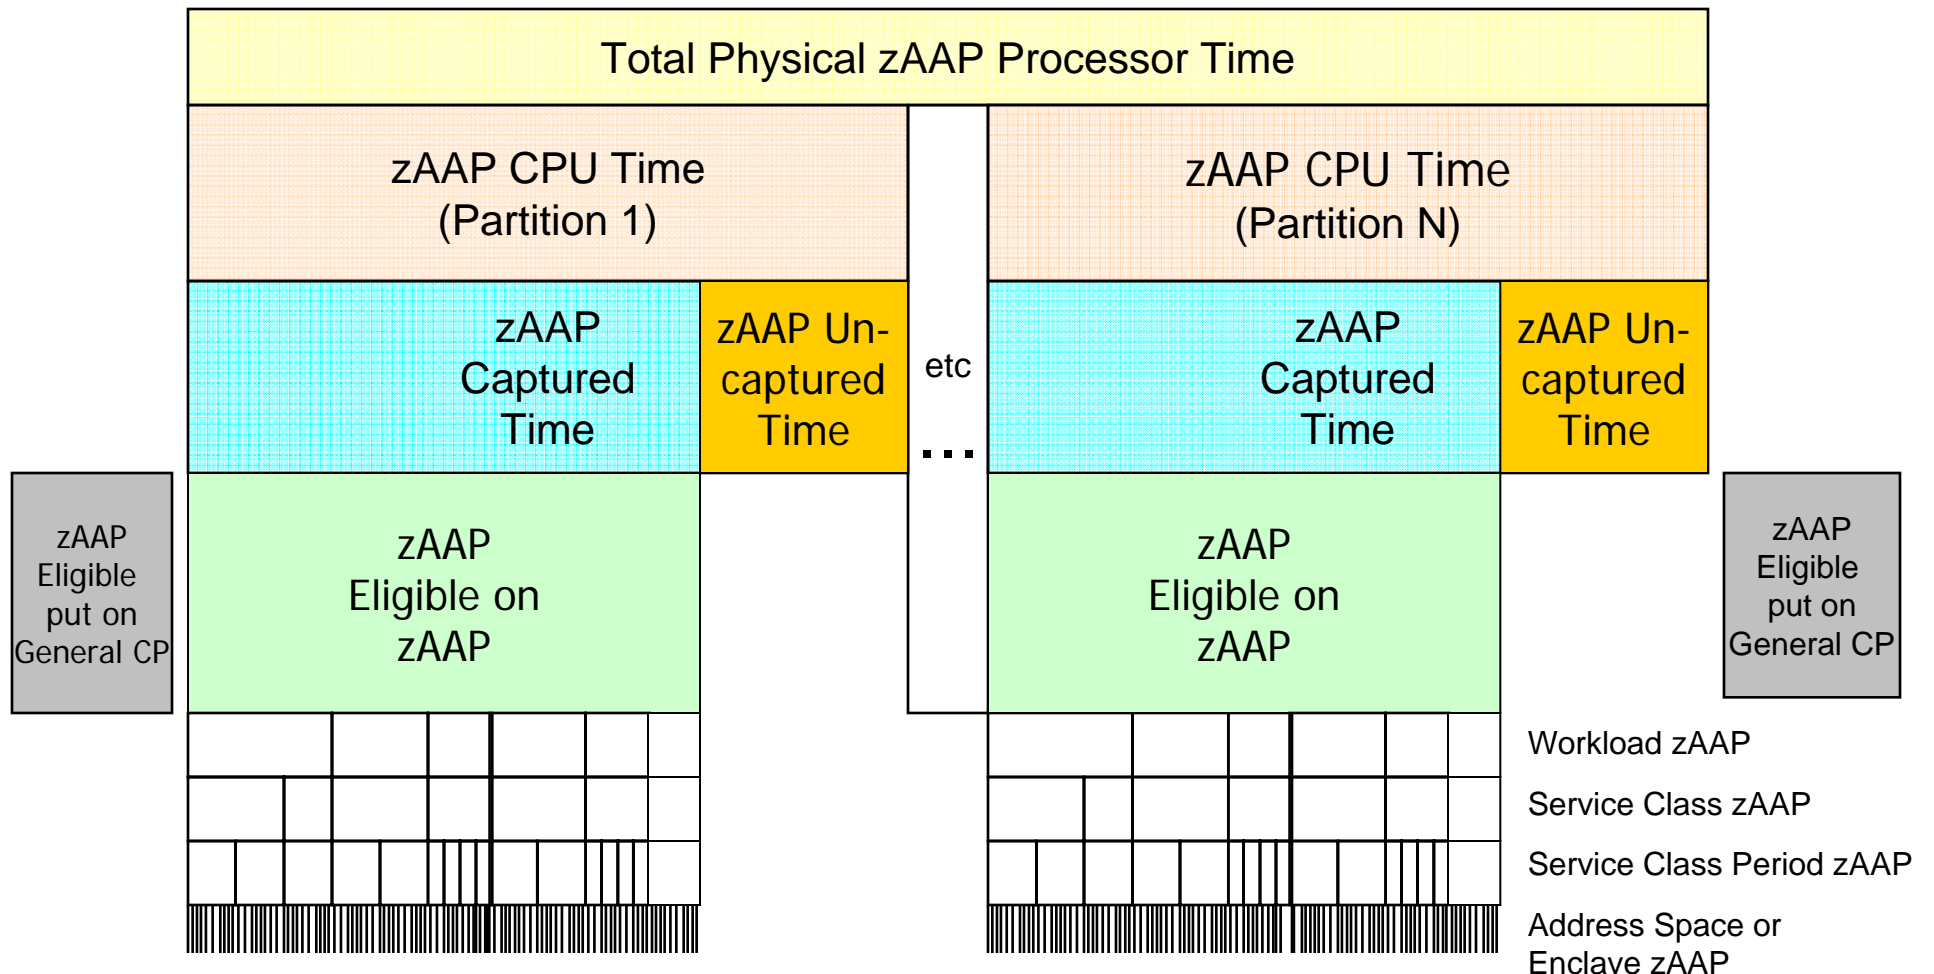 Total Physical zAAP Processor Time
zAAP CPU Time
(Partition 1)
zAAP CPU Time
(Partition N)
zAAP
Captured
Time
zAAP Un-
captured
Time
etc
...
zAAP
Captured
Time
zAAP Un-
captured
Time
zAAP
Eligible
put on
General CP
zAAP
Eligible on
zAAP
zAAP
Eligible on
zAAP
zAAP
Eligible
put on
General CP
Workload zAAP
Service Class zAAP
Service Class Period zAAP
Address Space or
Enclave zAAP